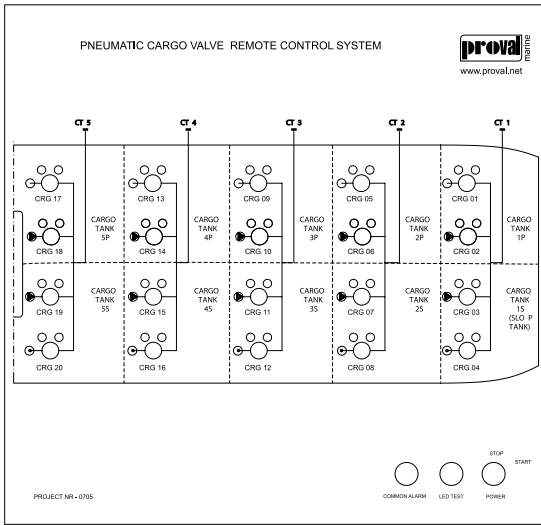 PNEUMATIC CARGO VALVE REMOTE CONTROL SYSTEM
proval
marine
www.proval.net
CT 5
CT 4
CT 3
CT 2
CT 1
CRG 17
CRG 13
CRG 09
CRG 05
CRG 01
CARGO
TANK
5P
CARGO
TANK
4P
CARGO
TANK
3P
CARGO
TANK
2P
CARGO
TANK
1P
CRG 18
CRG 14
CRG 10
CRG 06
CRG 02
CARGO
TANK
5S
CARGO
TANK
4S
CARGO
TANK
3S
CARGO
TANK
2S
CARGO
TANK
1S
(SLO P
TANK)
CRG 19
CRG 15
CRG 11
CRG 07
CRG 03
CRG 20
CRG 16
CRG 12
CRG 08
CRG 04
STOP
START
COMMON ALARM
LED TEST
POWER
PROJECT NR - 0705